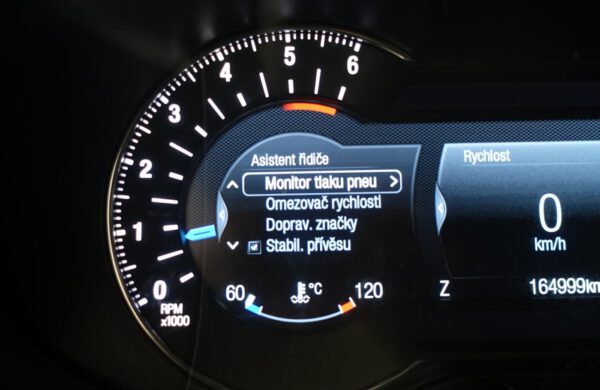 6
5
4
3
2
1
0
RPM
x1000
Asistent řidiče
Monitor tlaku pneu
Omezovač rychlosti
Doprav. značky
Stabil. přívěsu
60 °C 120
Rychlost
0
km/h
Z 164999km